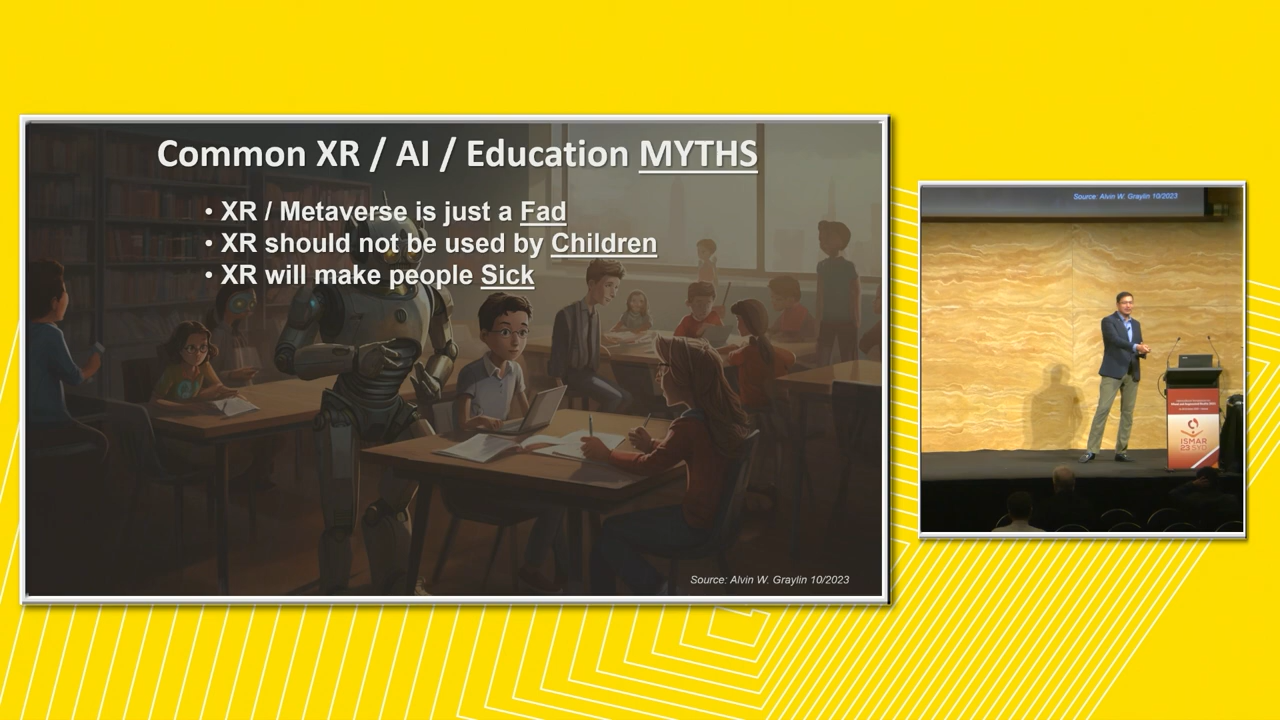 Common XR / AI / Education MYTHS
• XR / Metaverse is just a Fad
• XR should not be used by Children
• XR will make people Sick
Source: Alvin W. Graylin 10/2023
Source: Alvin W. Graylin 10/2023
ISMAR